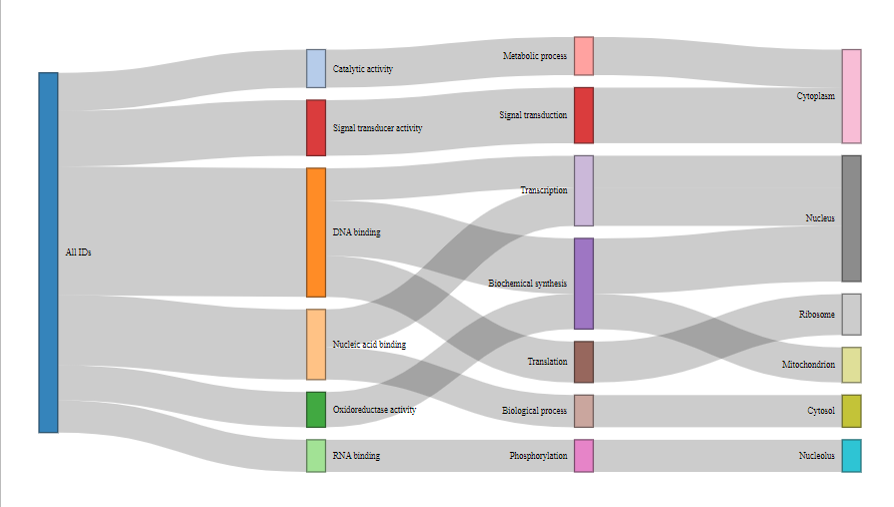 All IDs
Catalytic activity
Signal transducer activity
DNA binding
Nucleic acid binding
Oxidoreductase activity
RNA binding
Metabolic process
Signal transduction
Transcription
Biochemical synthesis
Translation
Biological process
Phosphorylation
Cytoplasm
Nucleus
Ribosome
Mitochondrion
Cytosol
Nucleolus